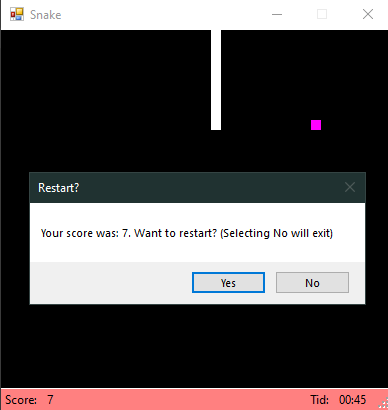 Snake
Restart?
Your score was: 7. Want to restart? (Selecting No will exit)
Yes No
Score: 7 Tid: 00:45